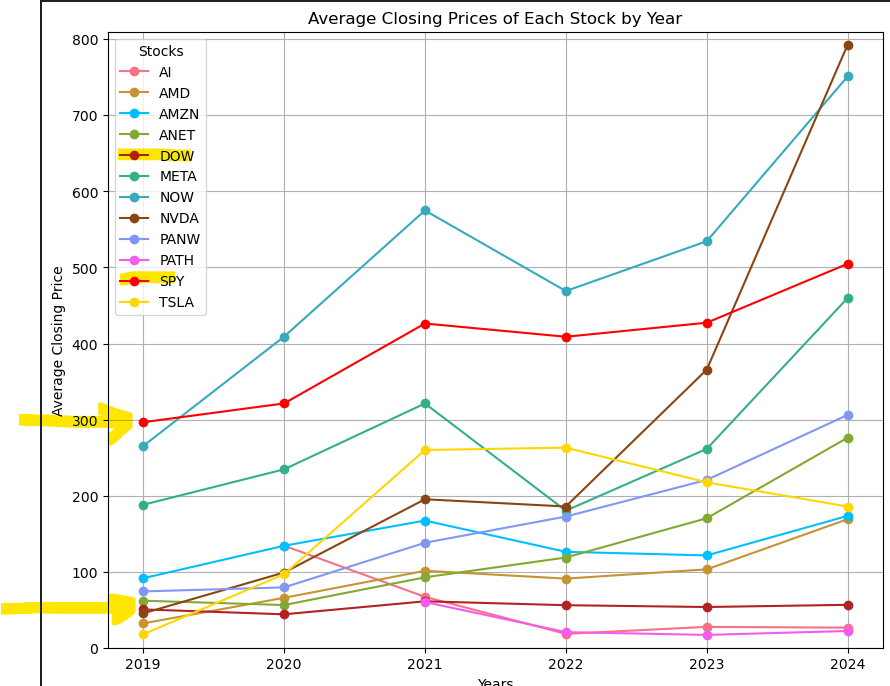 Average Closing Prices of Each Stock by Year
800
700
600
500
400
300
200
100
0
Average Closing Price
Stocks
AI
AMD
AMZN
ANET
DOW
META
NOW
NVDA
PANW
PATH
SPY
TSLA
2019 2020 2021 2022 2023 2024
Years